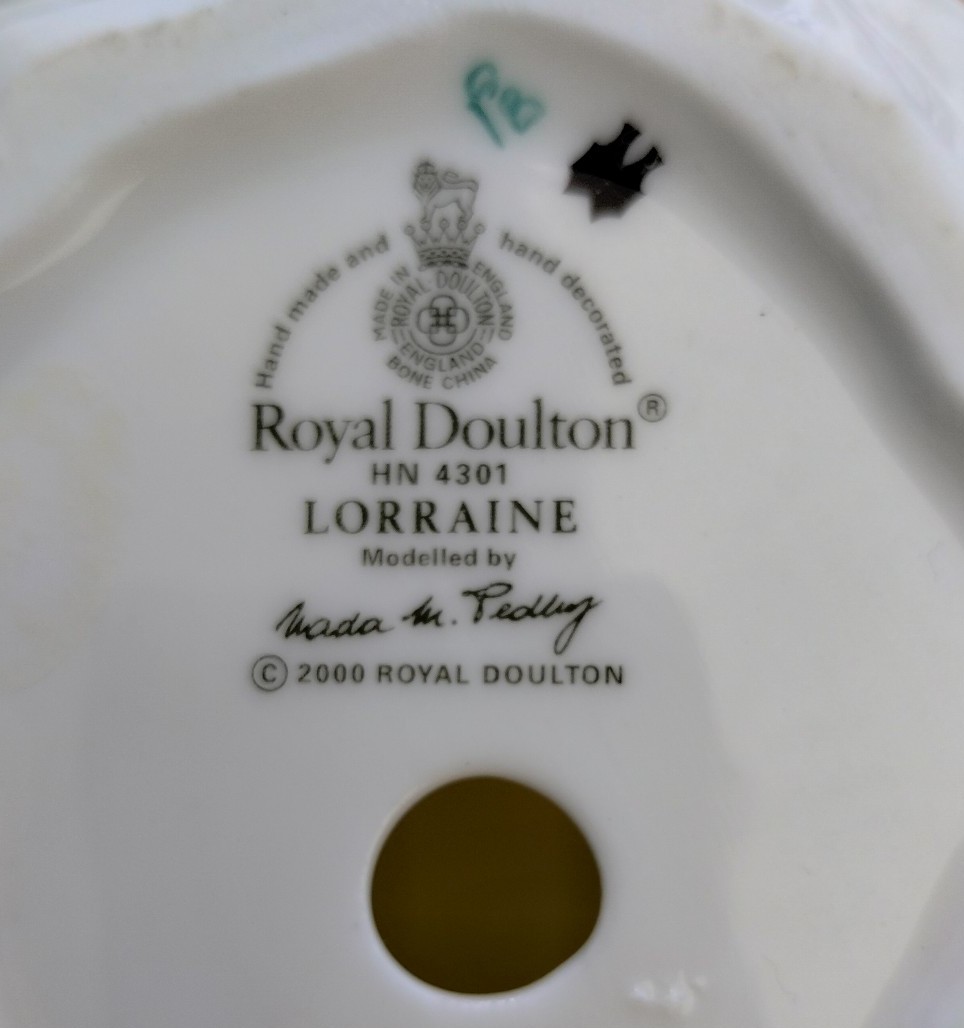 Hand made and hand decorated
MADE IN ENGLAND
ROYAL DOULTON
ENGLAND
BONE CHINA
Royal Doulton®
HN 4301
LORRAINE
Modelled by
Nada M. Pedley
© 2000 ROYAL DOULTON